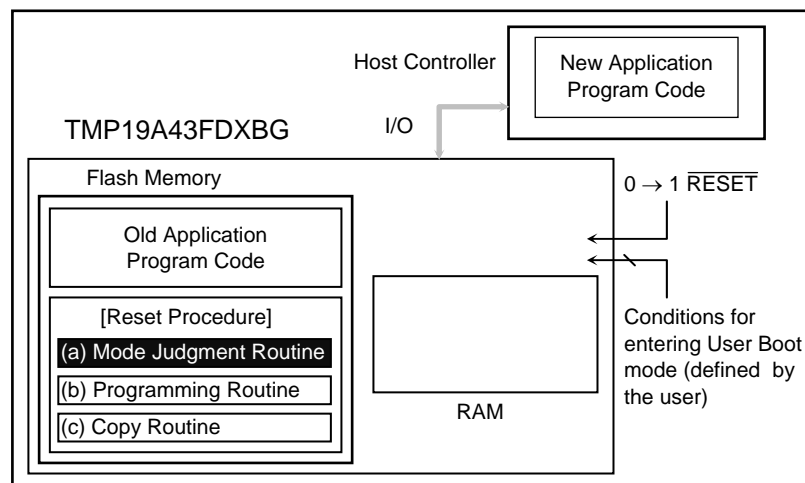 Host Controller
New Application
Program Code
I/O
TMP19A43FDXBG
Flash Memory
0 → 1 R̅E̅S̅E̅T̅
Old Application
Program Code
[Reset Procedure]
(a) Mode Judgment Routine
(b) Programming Routine
(c) Copy Routine
RAM
Conditions for
entering User Boot
mode (defined by
the user)